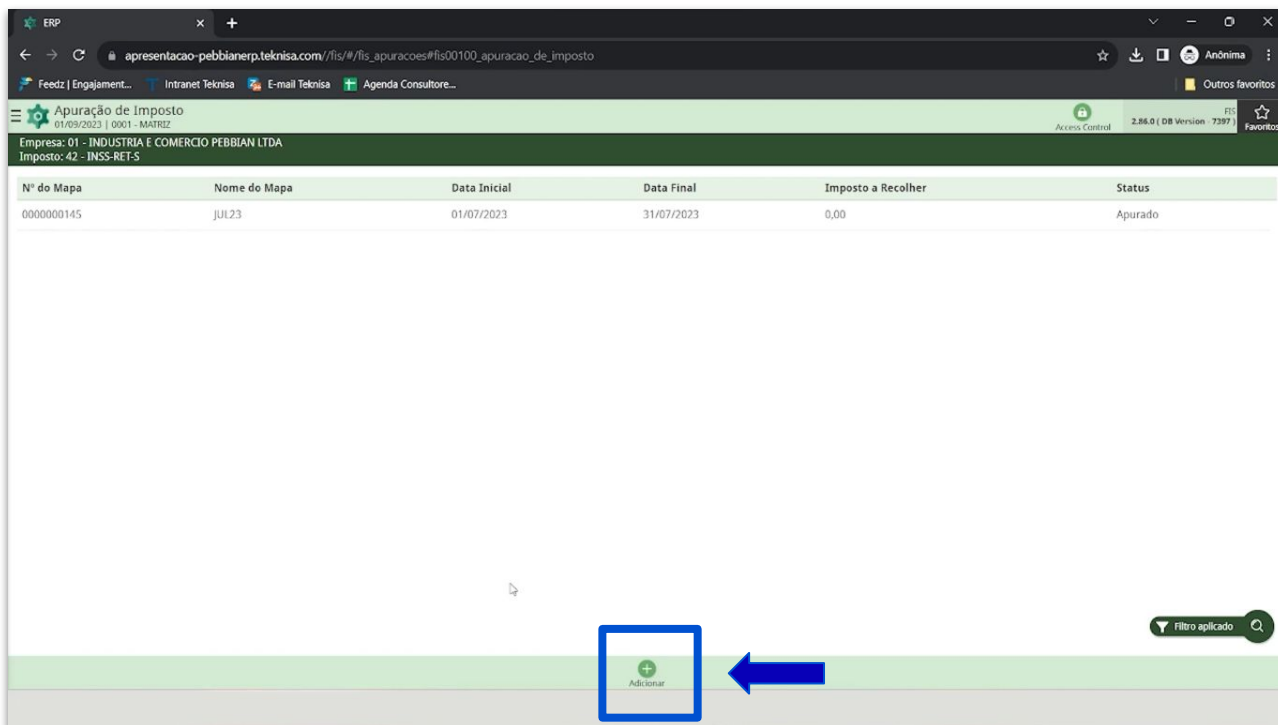 ERP
apresentacao-pebbianerp.teknisa.com//fis/#/fis_apuracoes#fis00100_apuracao_de_imposto
Anônima
Feedz | Engajament... Intranet Teknisa E-mail Teknisa Agenda Consultore... Outros favoritos
Apuração de Imposto
01/09/2023 | 0001 - MATRIZ
Access Control
FIS
2.86.0 ( DB Version - 7397 )
Favoritos
Empresa: 01 - INDUSTRIA E COMERCIO PEBBIAN LTDA
Imposto: 42 - INSS-RET-S
Nº do Mapa Nome do Mapa Data Inicial Data Final Imposto a Recolher Status
0000000145 JUL23 01/07/2023 31/07/2023 0,00 Apurado
Filtro aplicado
Adicionar